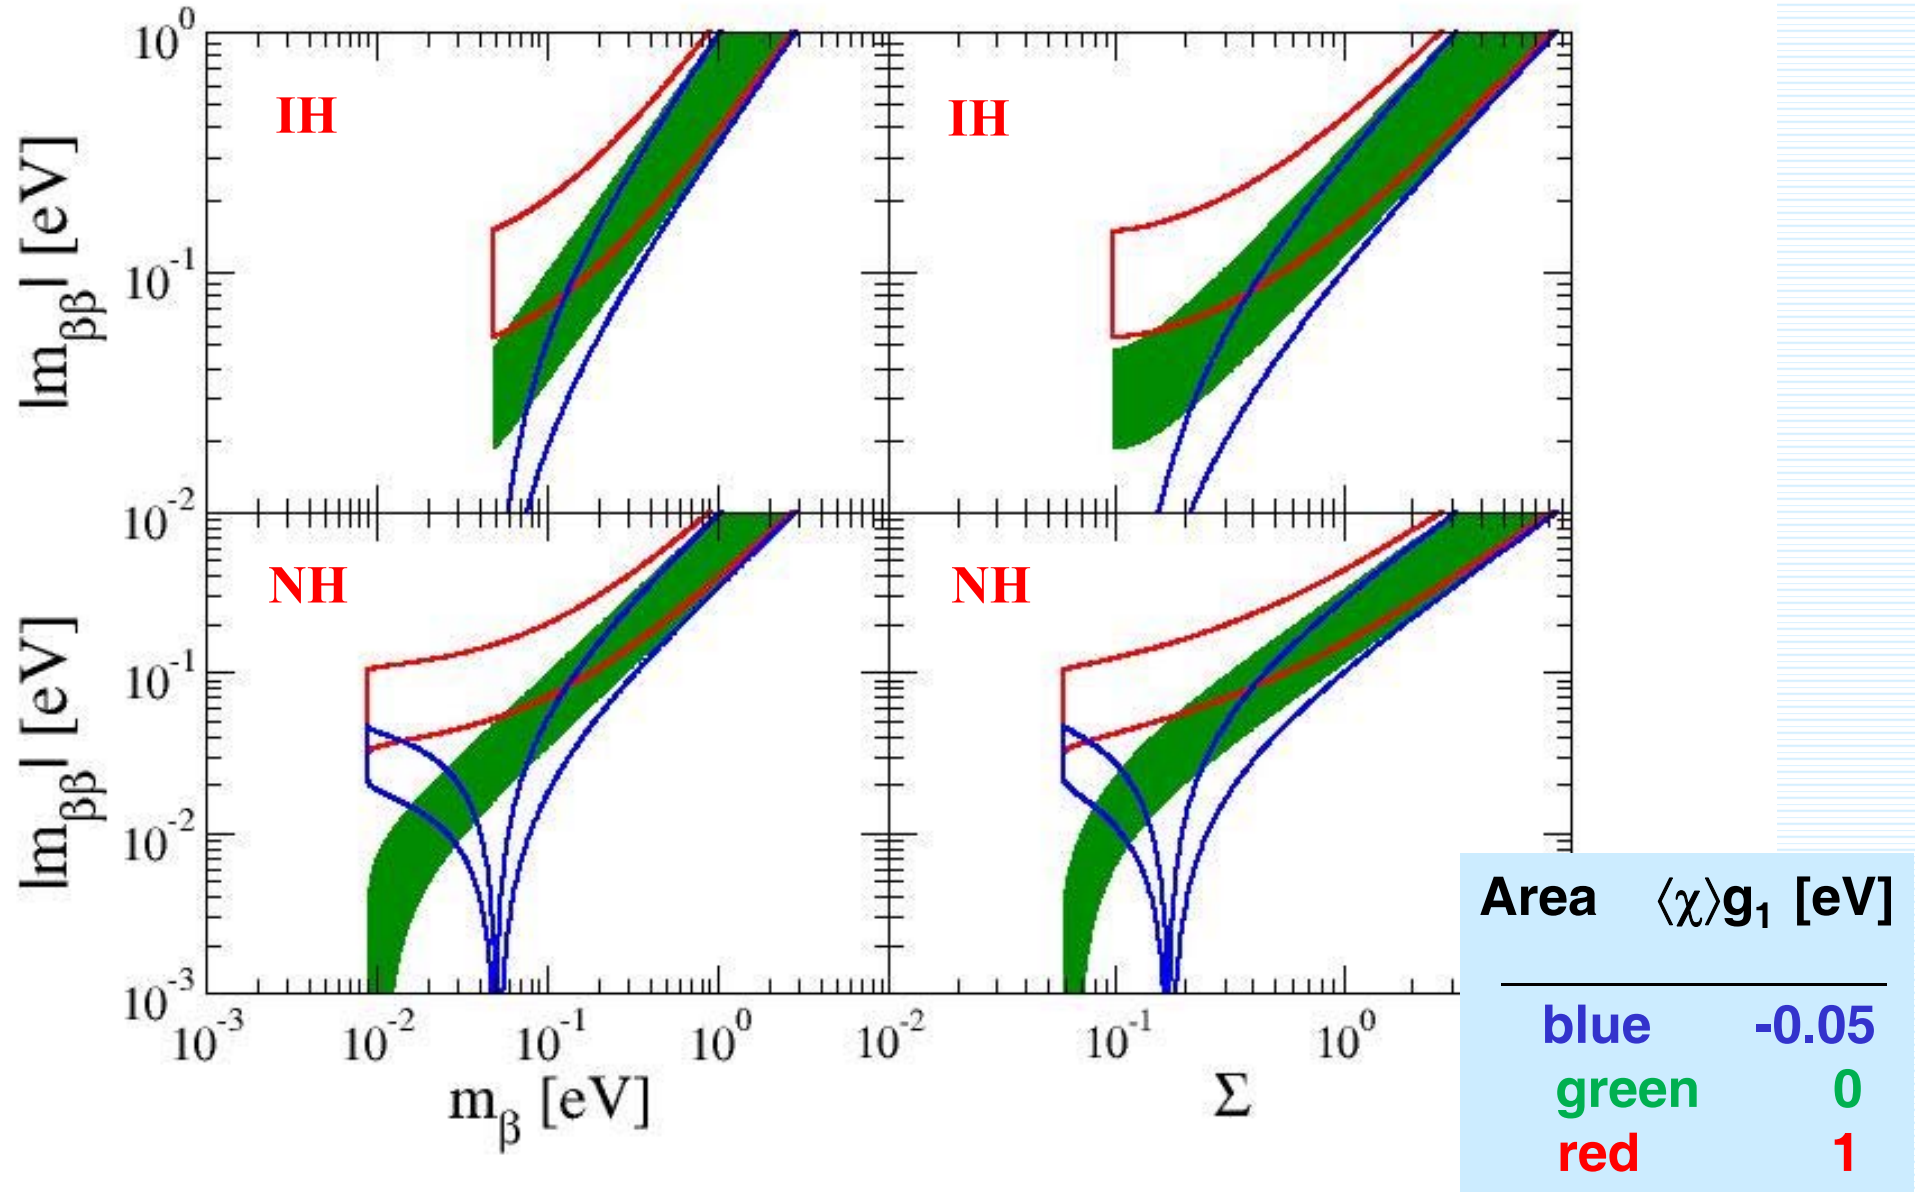 10^0
IH
IH
|m_ββ| [eV]
10^-1
10^-2
NH
NH
|m_ββ| [eV]
10^-1
10^-2
10^-3
10^-3 10^-2 10^-1 10^0 10^-2 10^-1 10^0
m_β [eV]
Σ
Area ⟨χ⟩g_1 [eV]
blue -0.05
green 0
red 1